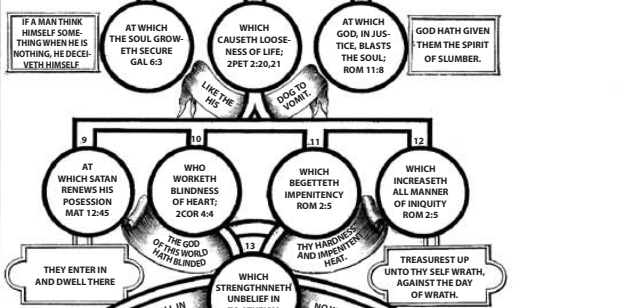 IF A MAN THINK
HIMSELF SOME-
THING WHEN HE IS
NOTHING, HE DECEI-
VETH HIMSELF
AT WHICH
THE SOUL GROW-
ETH SECURE
GAL 6:3
WHICH
CAUSETH LOOSE-
NESS OF LIFE;
2PET 2:20,21
AT WHICH
GOD, IN JUS-
TICE, BLASTS
THE SOUL;
ROM 11:8
GOD HATH GIVEN
THEM THE SPIRIT
OF SLUMBER.
LIKE THE
HIS
DOG TO
VOMIT.
9
10
11
12
AT
WHICH SATAN
RENEWS HIS
POSESSION
MAT 12:45
WHO
WORKETH
BLINDNESS
OF HEART;
2COR 4:4
WHICH
BEGETTETH
IMPENITENCY
ROM 2:5
WHICH
INCREASETH
ALL MANNER
OF INIQUITY
ROM 2:5
THE GOD
OF THIS WORLD
HATH BLINDED
THY HARDNESS
AND IMPENITENT
HEAT.
THEY ENTER IN
AND DWELL THERE
13
TREASUREST UP
UNTO THY SELF WRATH,
AGAINST THE DAY
OF WRATH.
WHICH
STRENGTHNNETH
UNBELIEF IN